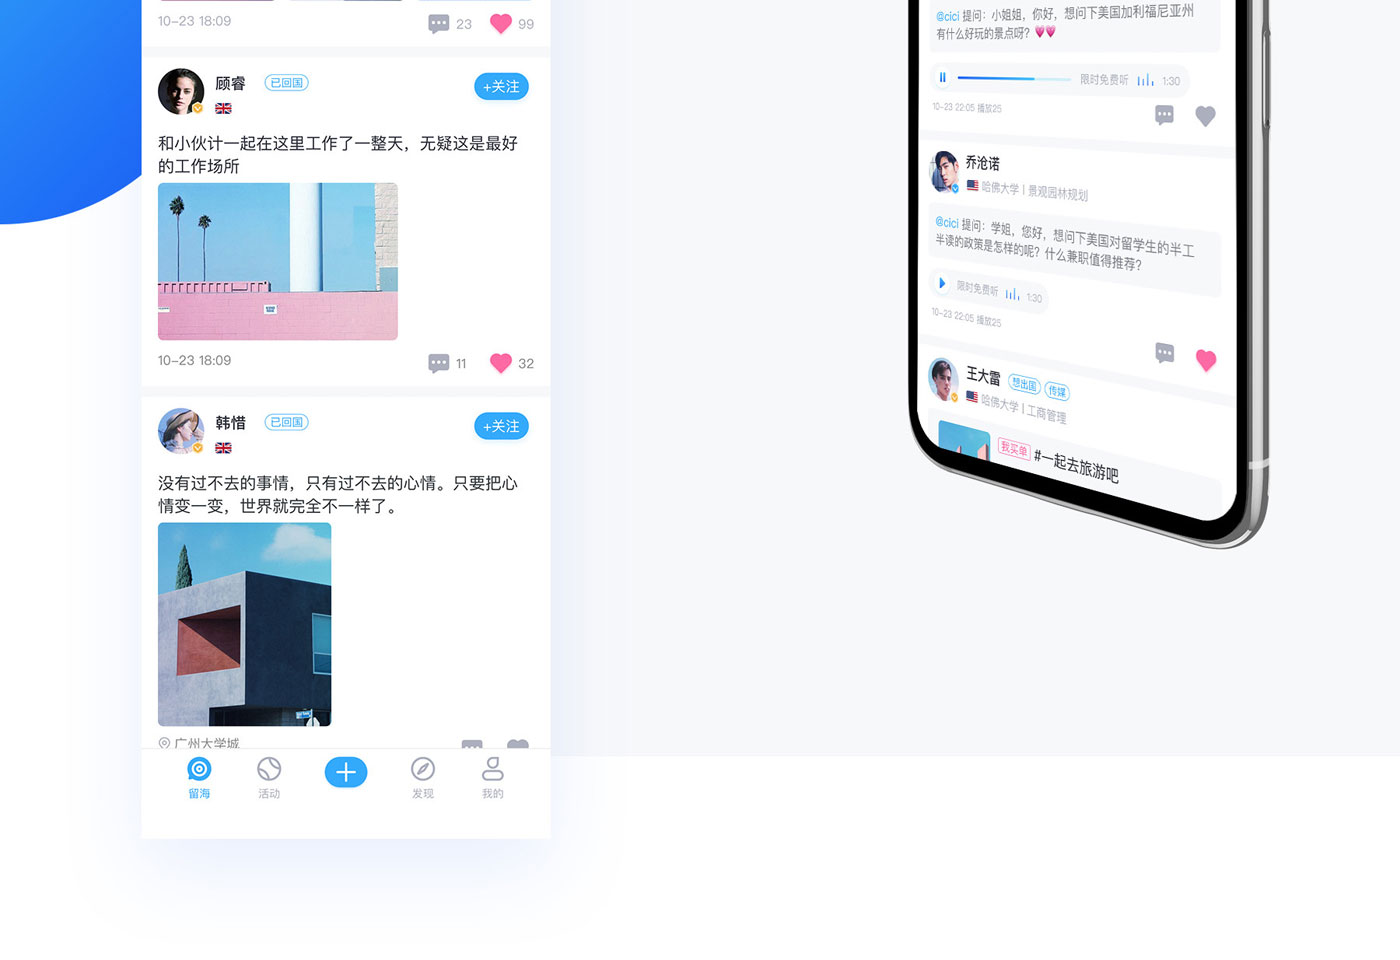 10-23 18:09
23
99
顾睿
已回国
+关注
和小伙计一起在这里工作了一整天，无疑这是最好
的工作场所
10-23 18:09
11
32
韩惜
已回国
+关注
没有过不去的事情，只有过不去的心情。只要把心
情变一变，世界就完全不一样了。
广州大学城
留海
活动
发现
我的
@cici 提问：小姐姐，你好，想问下美国加利福尼亚州
有什么好玩的景点呀？
限时免费听
1:30
10-23 22:05 播放25
乔沧诺
哈佛大学 | 景观园林规划
@cici 提问：学姐，您好，想问下美国对留学生的半工
半读的政策是怎样的呢？什么兼职值得推荐？
限时免费听
1:30
10-23 22:05 播放25
王大雷
想出国
传媒
哈佛大学 | 工商管理
我买单
#一起去旅游吧